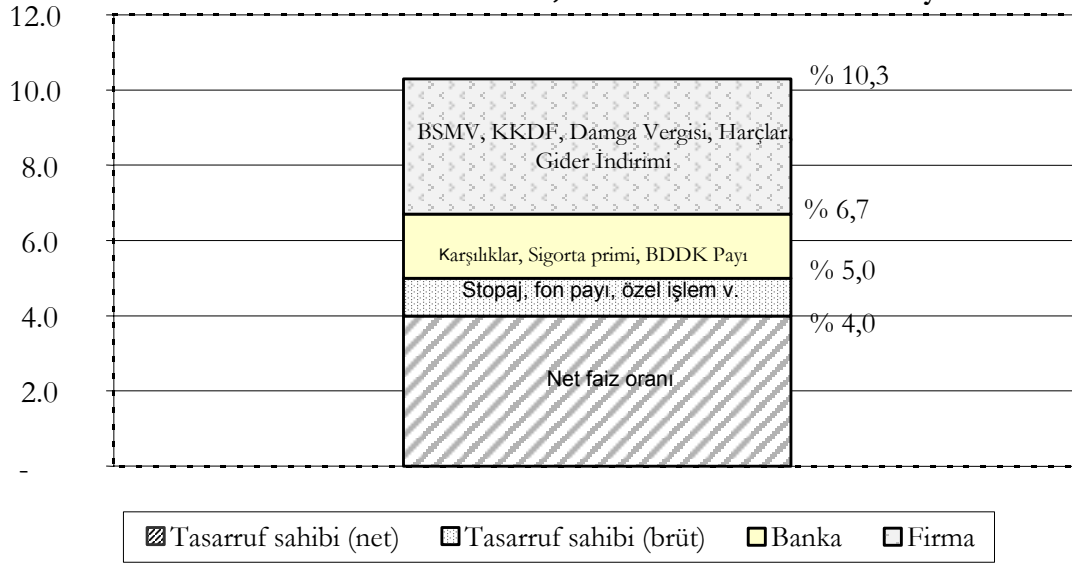 12.0
10.0
8.0
6.0
4.0
2.0
-
% 10,3
BSMV, KKDF, Damga Vergisi, Harçlar,
Gider İndirimi
% 6,7
Karşılıklar, Sigorta primi, BDDK Payı
% 5,0
Stopaj, fon payı, özel işlem v.
% 4,0
Net faiz oranı
Tasarruf sahibi (net) Tasarruf sahibi (brüt) Banka Firma